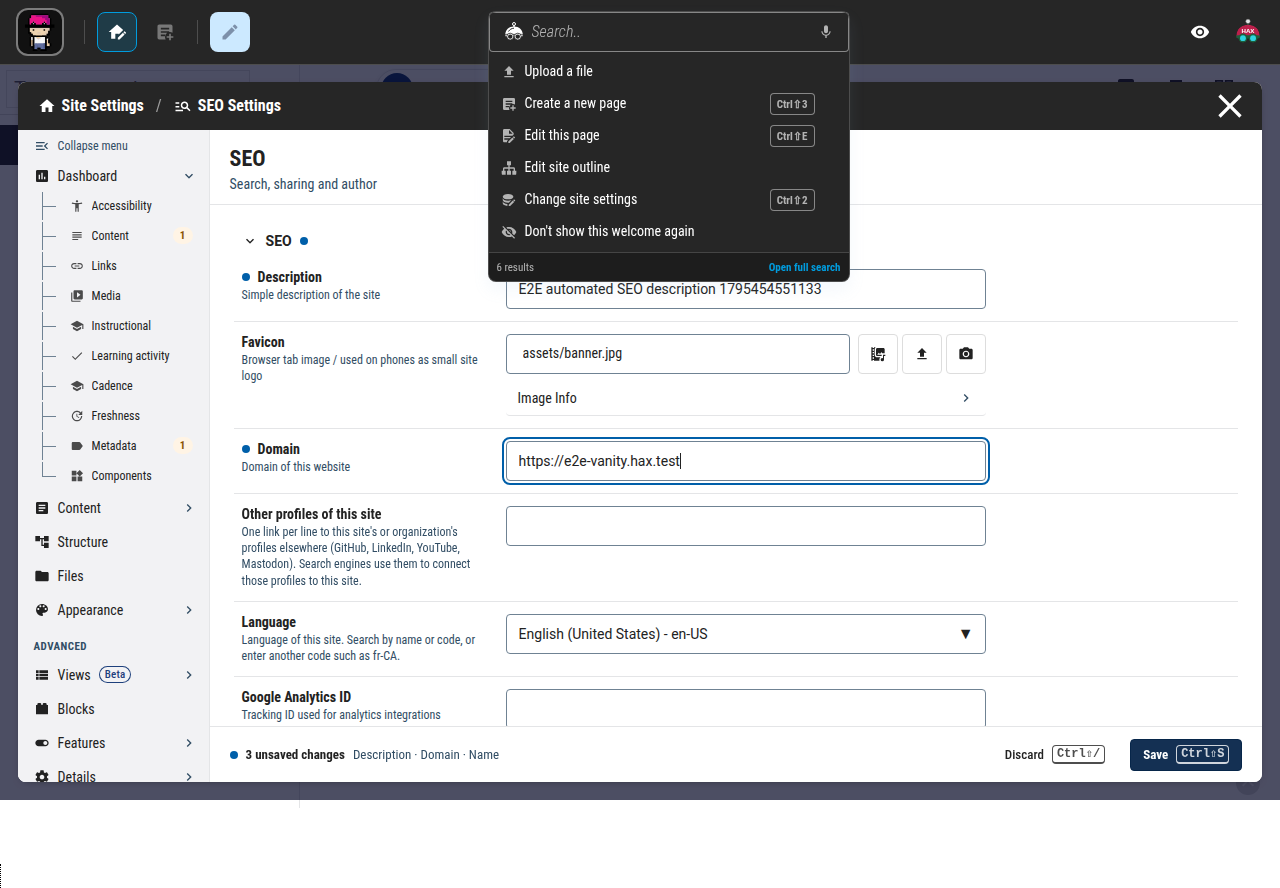 Search..
HAX
Upload a file
Create a new page Ctrl⇧3
Edit this page Ctrl⇧E
Edit site outline
Change site settings Ctrl⇧2
Don't show this welcome again
6 results Open full search
Site Settings / SEO Settings
Collapse menu
Dashboard
Accessibility
Content 1
Links
Media
Instructional
Learning activity
Cadence
Freshness
Metadata 1
Components
Content
Structure
Files
Appearance
ADVANCED
Views Beta
Blocks
Features
Details
SEO
Search, sharing and author
SEO
Description
Simple description of the site
E2E automated SEO description 1795454551133
Favicon
Browser tab image / used on phones as small site
logo
assets/banner.jpg
Image Info
Domain
Domain of this website
https://e2e-vanity.hax.test
Other profiles of this site
One link per line to this site's or organization's
profiles elsewhere (GitHub, LinkedIn, YouTube,
Mastodon). Search engines use them to connect
those profiles to this site.
Language
Language of this site. Search by name or code, or
enter another code such as fr-CA.
English (United States) - en-US
Google Analytics ID
Tracking ID used for analytics integrations
3 unsaved changes Description · Domain · Name
Discard Ctrl⇧/
Save Ctrl⇧S